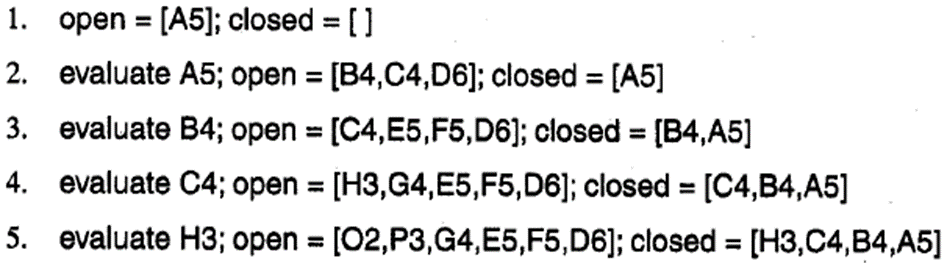 1. open = [A5]; closed = [ ]
2. evaluate A5; open = [B4,C4,D6]; closed = [A5]
3. evaluate B4; open = [C4,E5,F5,D6]; closed = [B4,A5]
4. evaluate C4; open = [H3,G4,E5,F5,D6]; closed = [C4,B4,A5]
5. evaluate H3; open = [O2,P3,G4,E5,F5,D6]; closed = [H3,C4,B4,A5]